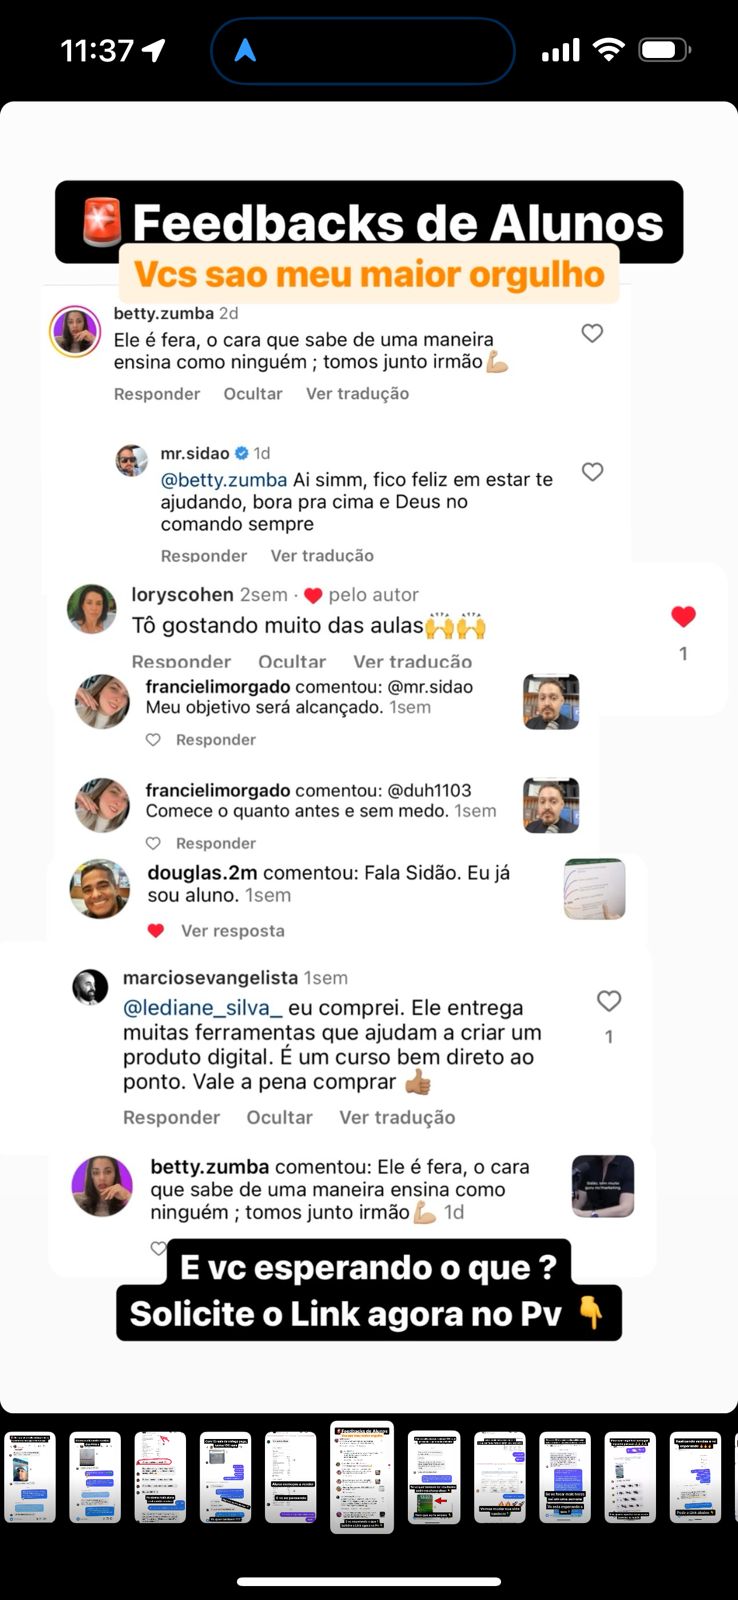 11:37
🚨Feedbacks de Alunos
Vcs sao meu maior orgulho
betty.zumba 2d
Ele é fera, o cara que sabe de uma maneira
ensina como ninguém ; tomos junto irmão💪🏼
Responder Ocultar Ver tradução
mr.sidao 1d
@betty.zumba Ai simm, fico feliz em estar te
ajudando, bora pra cima e Deus no
comando sempre
Responder Ver tradução
loryscohen 2sem · ❤️ pelo autor
Tô gostando muito das aulas🙌🙌
1
Responder Ocultar Ver tradução
francielimorgado comentou: @mr.sidao
Meu objetivo será alcançado. 1sem
Responder
francielimorgado comentou: @duh1103
Comece o quanto antes e sem medo. 1sem
Responder
douglas.2m comentou: Fala Sidão. Eu já
sou aluno. 1sem
Ver resposta
marciosevangelista 1sem
@lediane_silva_ eu comprei. Ele entrega
muitas ferramentas que ajudam a criar um
produto digital. É um curso bem direto ao
ponto. Vale a pena comprar 👍🏽
1
Responder Ocultar Ver tradução
betty.zumba comentou: Ele é fera, o cara
que sabe de uma maneira ensina como
ninguém ; tomos junto irmão💪🏼 1d
E vc esperando o que ?
Solicite o Link agora no Pv 👇